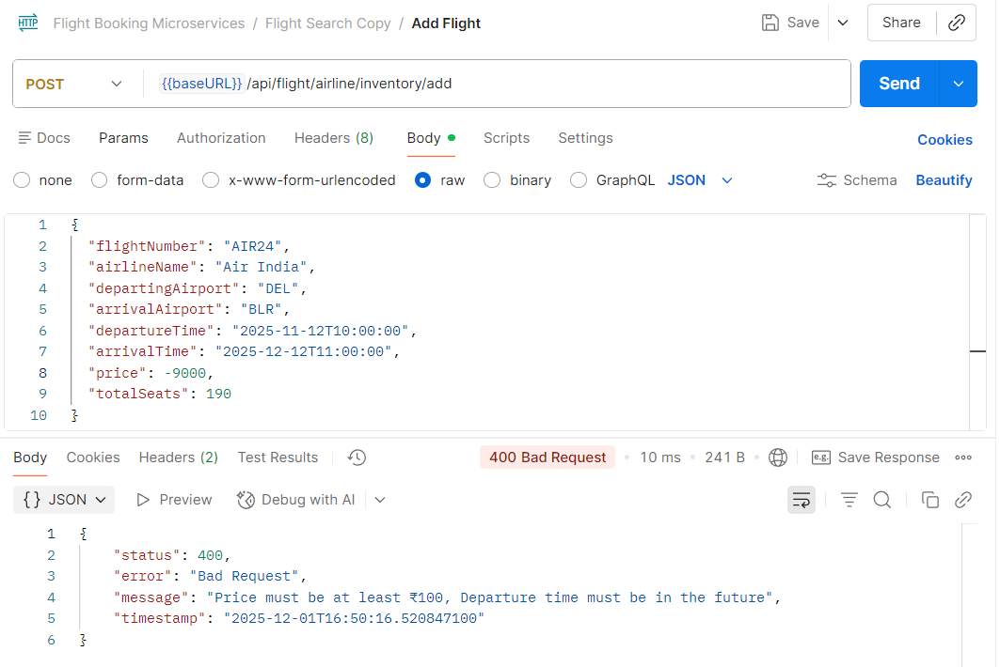 HTTP Flight Booking Microservices / Flight Search Copy / Add Flight Save Share
POST {{baseURL}} /api/flight/airline/inventory/add Send
Docs Params Authorization Headers (8) Body Scripts Settings Cookies
none form-data x-www-form-urlencoded raw binary GraphQL JSON Schema Beautify
1 {
2 "flightNumber": "AIR24",
3 "airlineName": "Air India",
4 "departingAirport": "DEL",
5 "arrivalAirport": "BLR",
6 "departureTime": "2025-11-12T10:00:00",
7 "arrivalTime": "2025-12-12T11:00:00",
8 "price": -9000,
9 "totalSeats": 190
10 }
Body Cookies Headers (2) Test Results 400 Bad Request • 10 ms • 241 B • e.g. Save Response
{} JSON Preview Debug with AI
1 {
2 "status": 400,
3 "error": "Bad Request",
4 "message": "Price must be at least ₹100, Departure time must be in the future",
5 "timestamp": "2025-12-01T16:50:16.520847100"
6 }